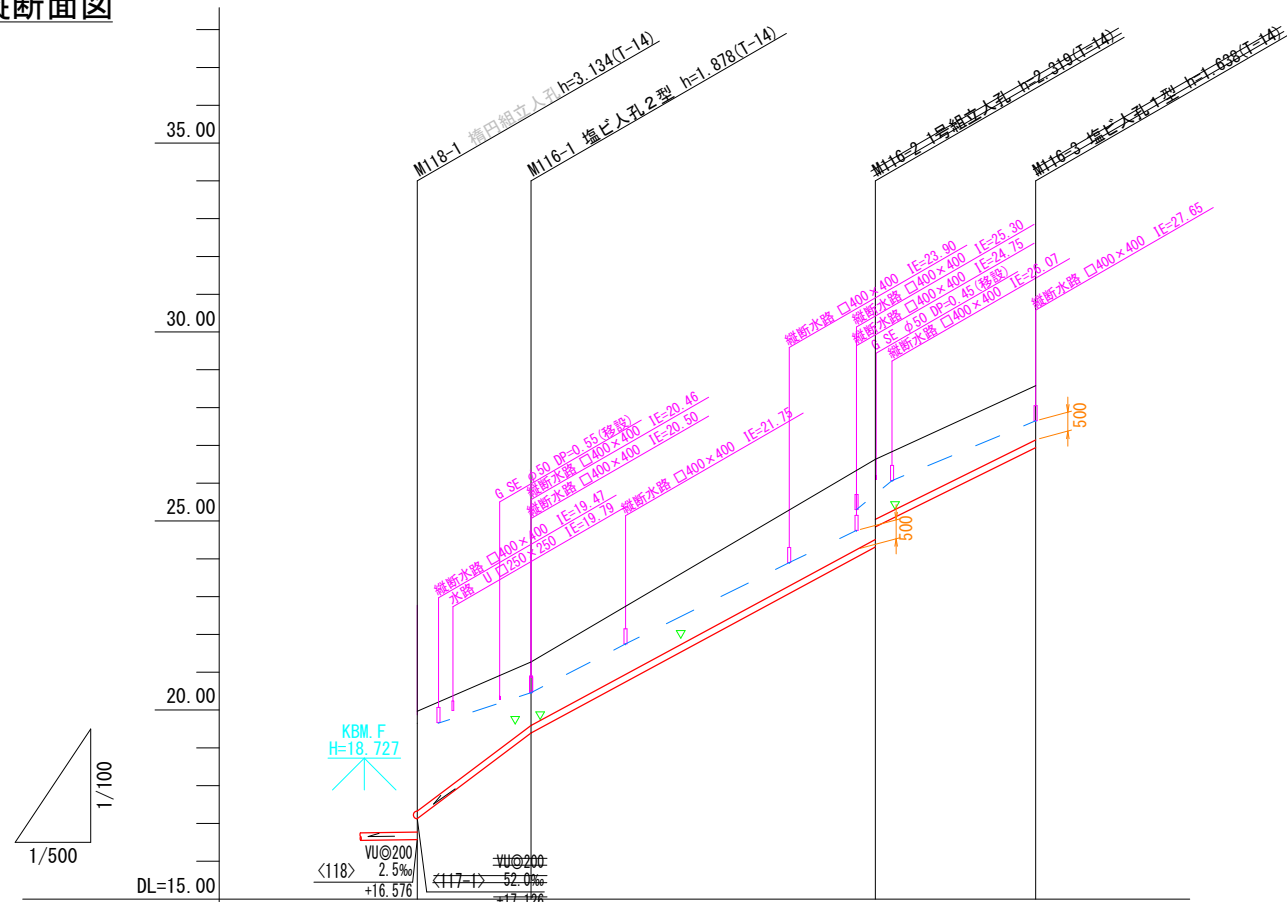 縦断面図
M118-1 楕円組立人孔 h=3.134(T-14)
M116-1 塩ビ人孔２型 h=1.878(T-14)
M116-2 1号組立人孔 h=2.319(T-14)
M116-3 塩ビ人孔１型 h=1.638(T-14)
35.00
30.00
25.00
20.00
DL=15.00
縦断水路 □400×400 IE=23.90
縦断水路 □400×400 IE=25.30
縦断水路 □400×400 IE=24.75
G SE φ50 DP=0.45(移設)
縦断水路 □400×400 IE=26.07
縦断水路 □400×400 IE=27.65
G SE φ50 DP=0.55(移設)
縦断水路 □400×400 IE=20.46
縦断水路 □400×400 IE=20.50
縦断水路 □400×400 IE=21.75
縦断水路 □400×400 IE=19.47
水路 U □250×250 IE=19.79
500
500
KBM.F
H=18.727
1/100
1/500
VU◎200
〈118〉 2.5‰
+16.576
VU◎200
〈117-1〉 52.0‰
+17.126